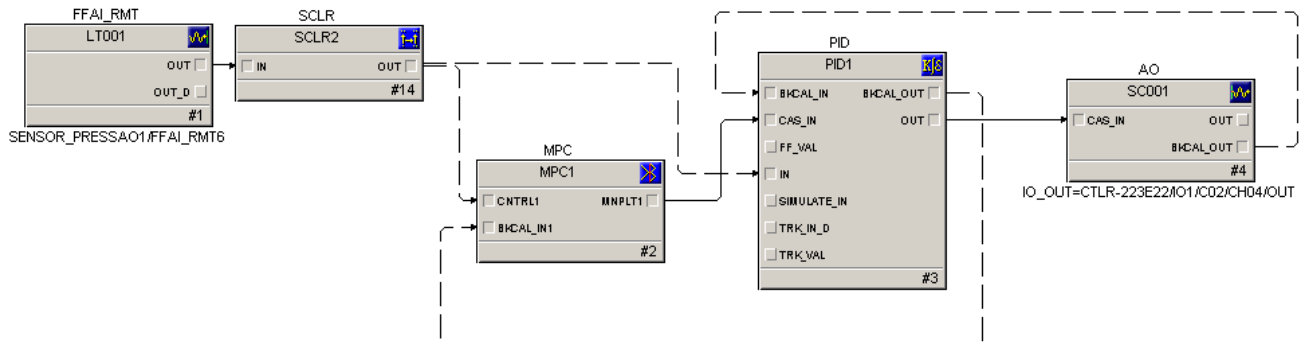 FFAI_RMT
LT001
OUT
OUT_D
#1
SENSOR_PRESSAO1/FFAI_RMT6
SCLR
SCLR2
IN OUT
#14
MPC
MPC1
CNTRL1 MNPLT1
BKCAL_IN1
#2
PID
PID1
BKCAL_IN BKCAL_OUT
CAS_IN OUT
FF_VAL
IN
SIMULATE_IN
TRK_IN_D
TRK_VAL
#3
AO
SC001
CAS_IN OUT
BKCAL_OUT
#4
IO_OUT=CTLR-223E22/IO1/C02/CH04/OUT